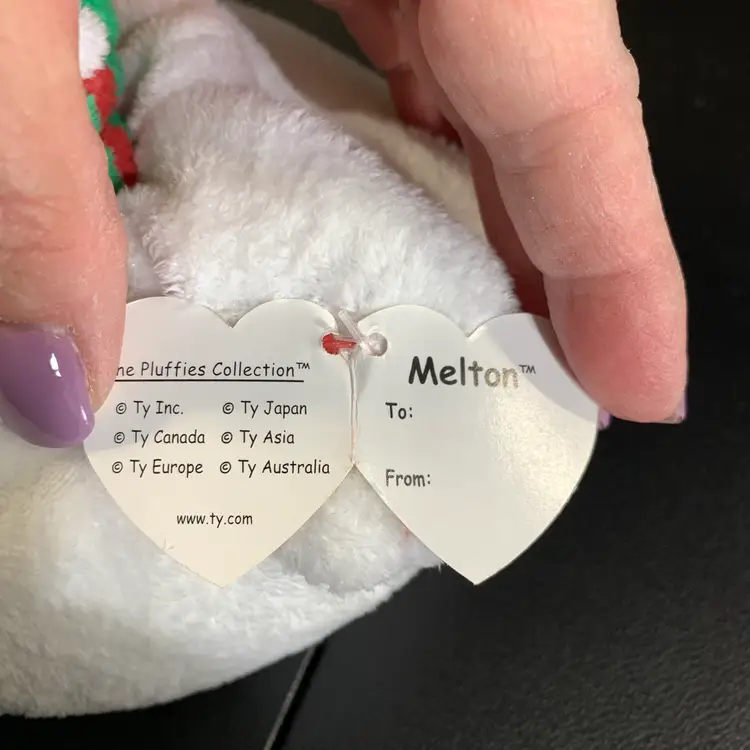 ne Pluffies Collection™
© Ty Inc. © Ty Japan
© Ty Canada © Ty Asia
© Ty Europe © Ty Australia
www.ty.com
Melton™
To:
From: